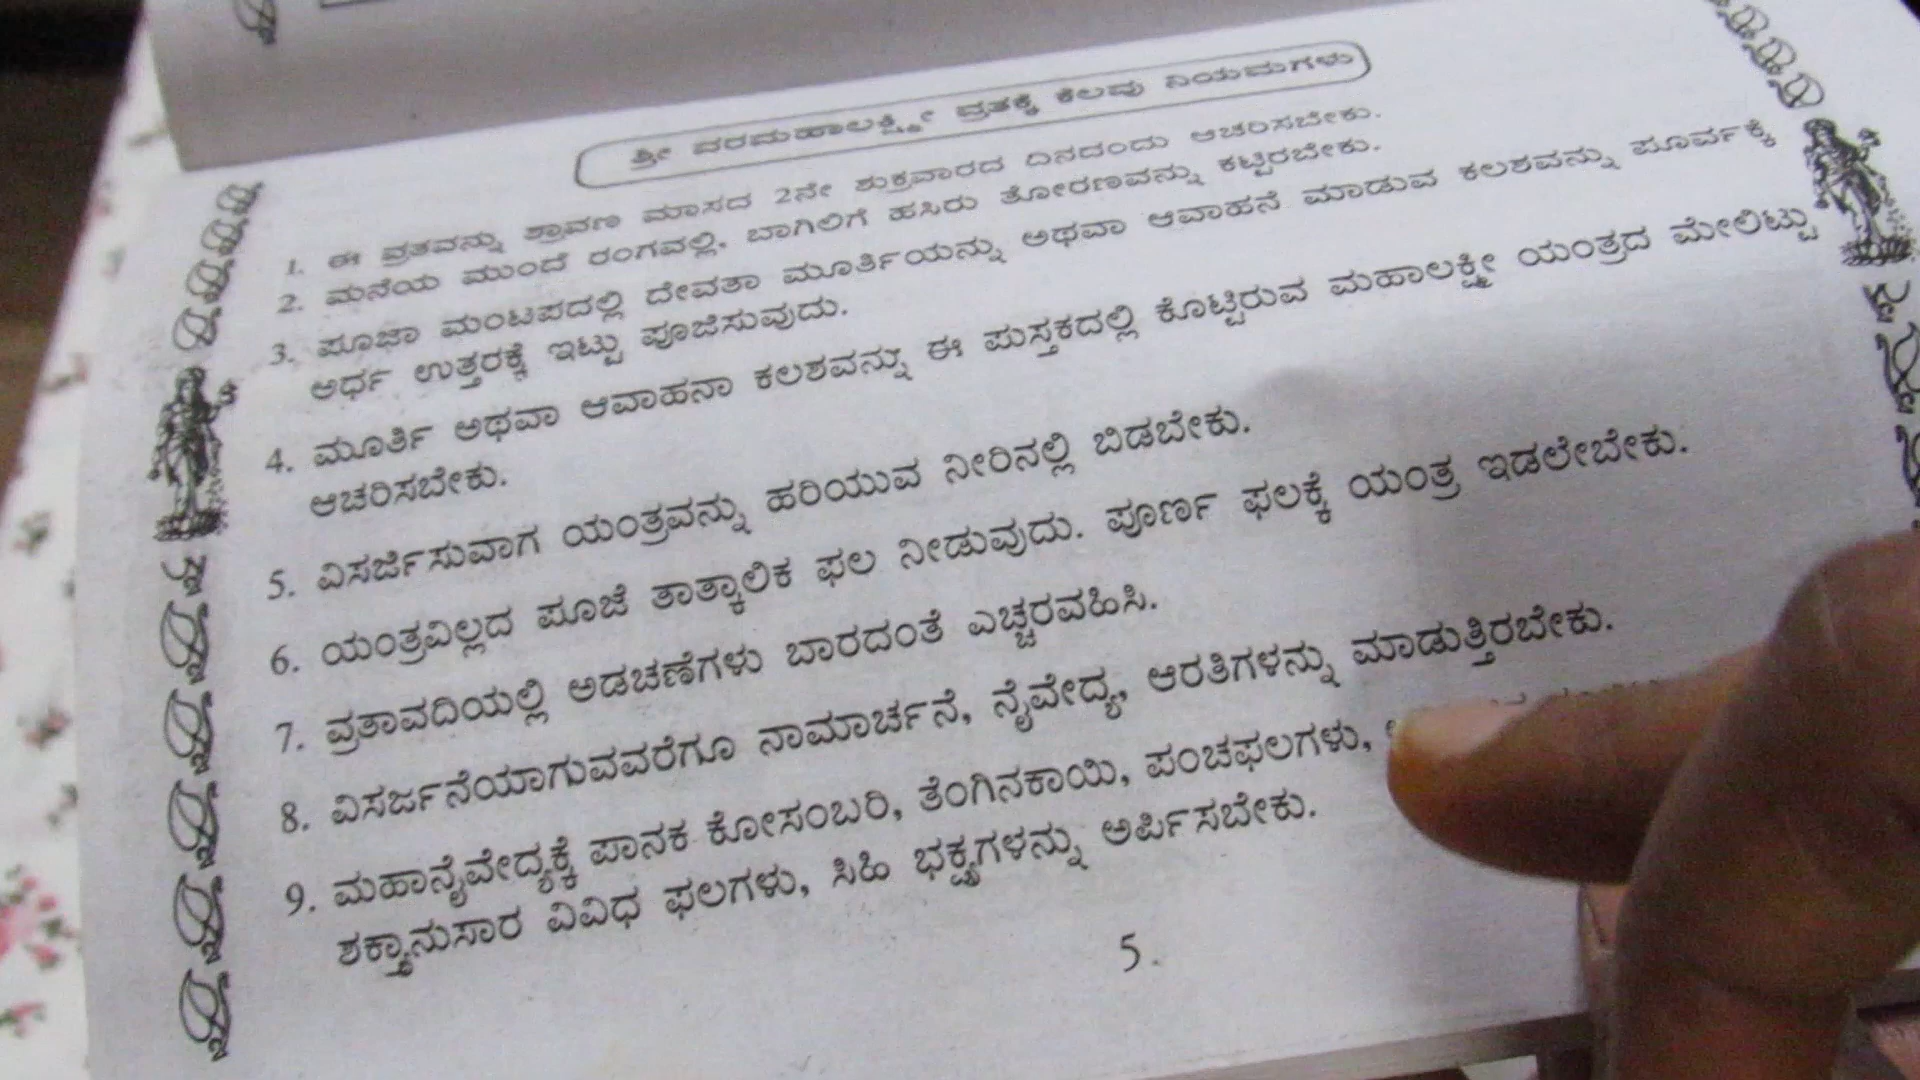 ಶ್ರೀ ವರಮಹಾಲಕ್ಷ್ಮೀ ವ್ರತಕ್ಕೆ ಕೆಲವು ನಿಯಮಗಳು
1. ಈ ವ್ರತವನ್ನು ಶ್ರಾವಣ ಮಾಸದ 2ನೇ ಶುಕ್ರವಾರದ ದಿನದಂದು ಆಚರಿಸಬೇಕು.
2. ಮನೆಯ ಮುಂದೆ ರಂಗವಲ್ಲಿ, ಬಾಗಿಲಿಗೆ ಹಸಿರು ತೋರಣವನ್ನು ಕಟ್ಟಿರಬೇಕು.
3. ಪೂಜಾ ಮಂಟಪದಲ್ಲಿ ದೇವತಾ ಮೂರ್ತಿಯನ್ನು ಅಥವಾ ಆವಾಹನೆ ಮಾಡುವ ಕಲಶವನ್ನು ಪೂರ್ವಕ್ಕೆ
ಅರ್ಧ ಉತ್ತರಕ್ಕೆ ಇಟ್ಟು ಪೂಜಿಸುವುದು.
4. ಮೂರ್ತಿ ಅಥವಾ ಆವಾಹನಾ ಕಲಶವನ್ನು ಈ ಪುಸ್ತಕದಲ್ಲಿ ಕೊಟ್ಟಿರುವ ಮಹಾಲಕ್ಷ್ಮೀ ಯಂತ್ರದ ಮೇಲಿಟ್ಟು
ಆಚರಿಸಬೇಕು.
5. ವಿಸರ್ಜಿಸುವಾಗ ಯಂತ್ರವನ್ನು ಹರಿಯುವ ನೀರಿನಲ್ಲಿ ಬಿಡಬೇಕು.
6. ಯಂತ್ರವಿಲ್ಲದ ಪೂಜೆ ತಾತ್ಕಾಲಿಕ ಫಲ ನೀಡುವುದು. ಪೂರ್ಣ ಫಲಕ್ಕೆ ಯಂತ್ರ ಇಡಲೇಬೇಕು.
7. ವ್ರತಾವದಿಯಲ್ಲಿ ಅಡಚಣೆಗಳು ಬಾರದಂತೆ ಎಚ್ಚರವಹಿಸಿ.
8. ವಿಸರ್ಜನೆಯಾಗುವವರೆಗೂ ನಾಮಾರ್ಚನೆ, ನೈವೇದ್ಯ, ಆರತಿಗಳನ್ನು ಮಾಡುತ್ತಿರಬೇಕು.
9. ಮಹಾನೈವೇದ್ಯಕ್ಕೆ ಪಾನಕ ಕೋಸಂಬರಿ, ತೆಂಗಿನಕಾಯಿ, ಪಂಚಫಲಗಳು,
ಶಕ್ತ್ಯಾನುಸಾರ ವಿವಿಧ ಫಲಗಳು, ಸಿಹಿ ಭಕ್ಷ್ಯಗಳನ್ನು ಅರ್ಪಿಸಬೇಕು.
5.